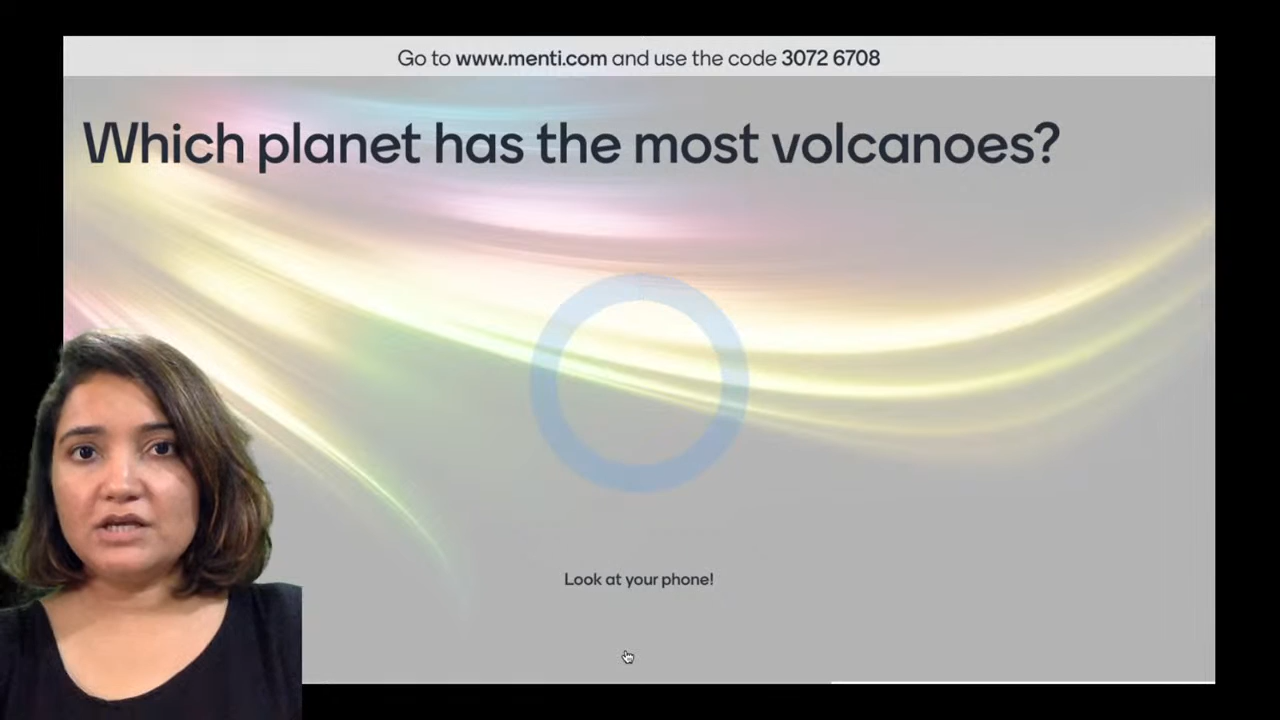 Go to www.menti.com and use the code 3072 6708
Which planet has the most volcanoes?
Look at your phone!